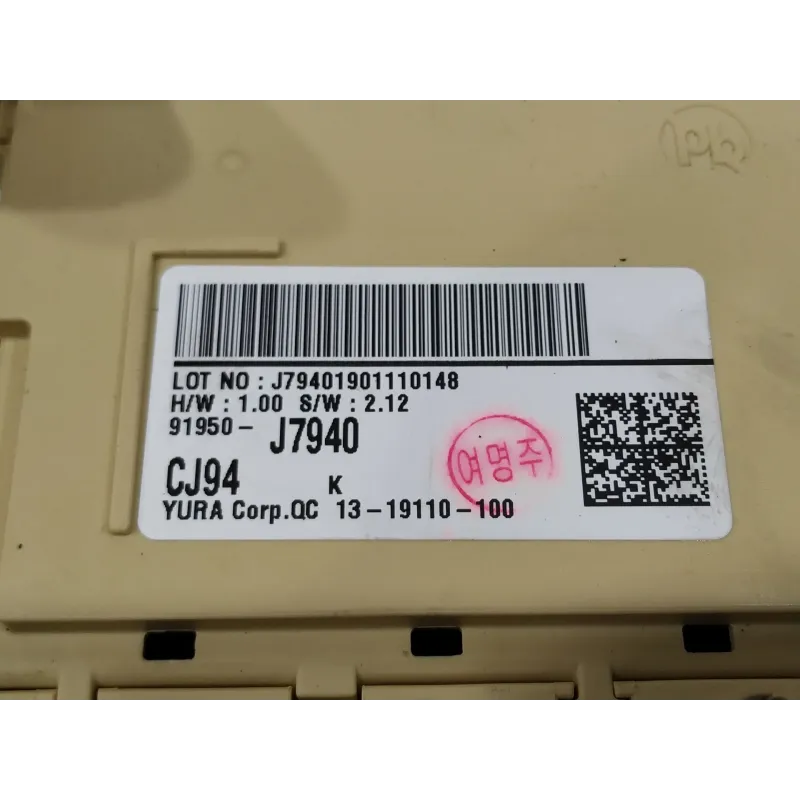 LOT NO : J79401901110148
H/W : 1.00 S/W : 2.12
91950- J7940
CJ94 K
여명주
YURA Corp.QC 13-19110-100